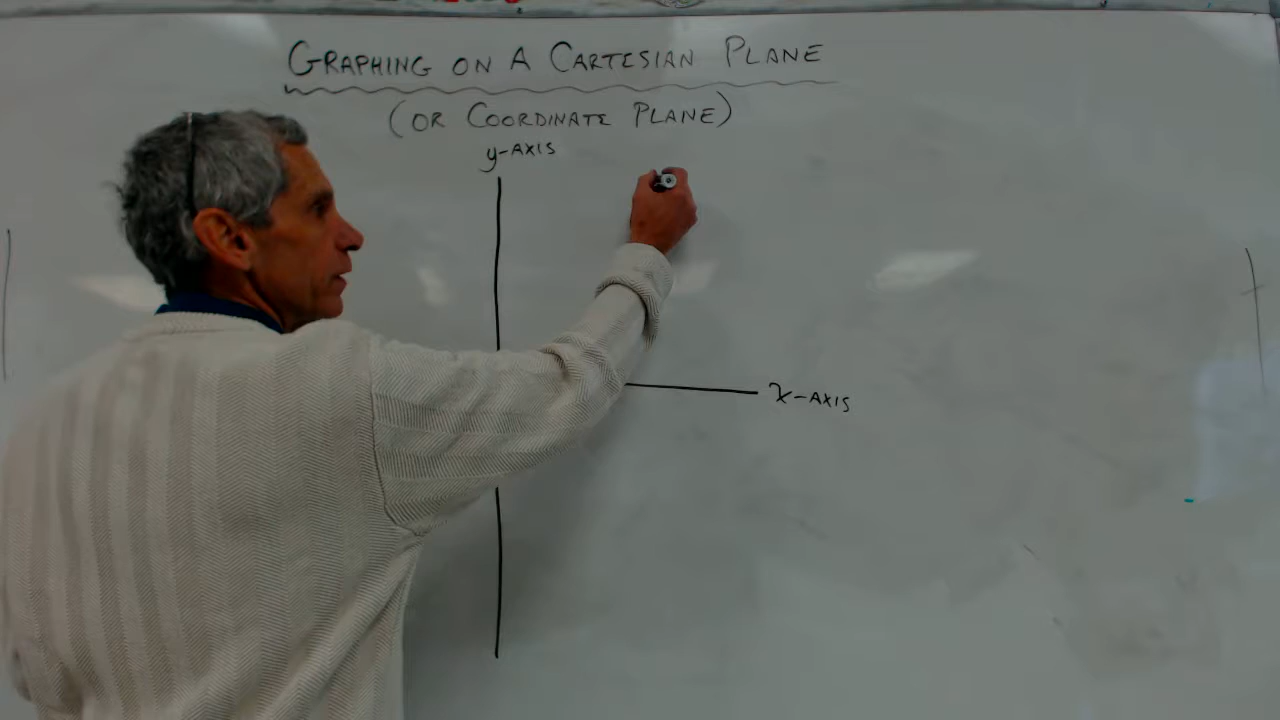 GRAPHING ON A CARTESIAN PLANE
(OR COORDINATE PLANE)
y-AXIS
x-AXIS